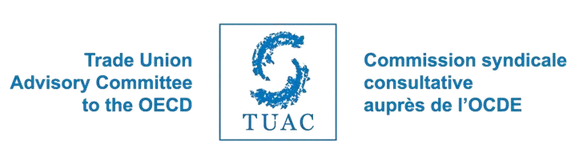 Trade Union
Advisory Committee
to the OECD
TUAC
Commission syndicale
consultative
auprès de l'OCDE